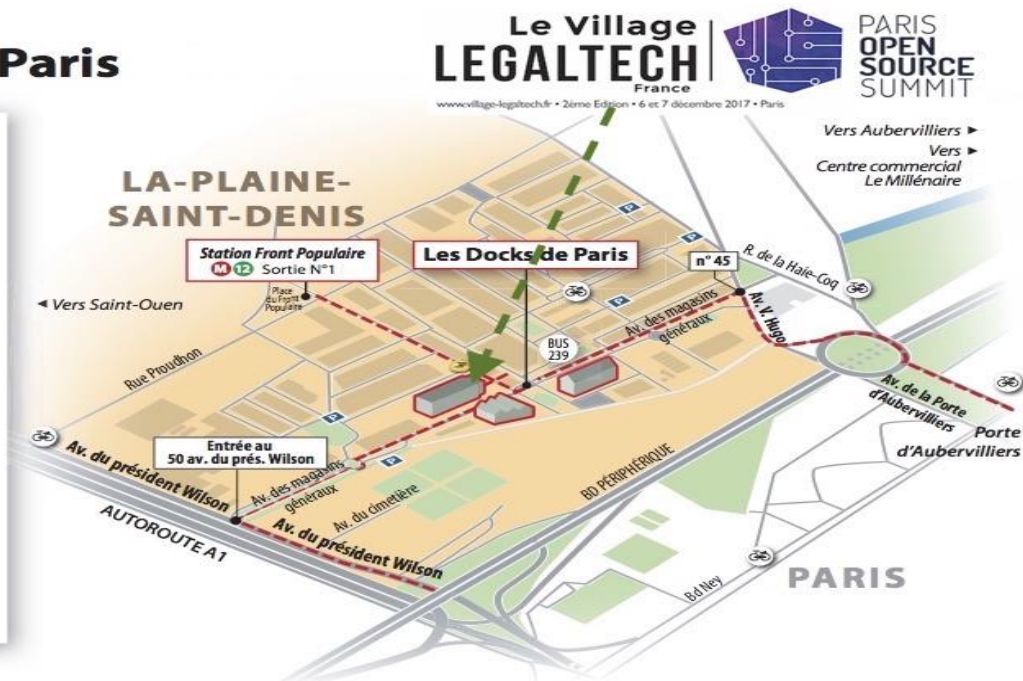 Paris
Le Village
LEGALTECH
France
www.village-legaltech.fr • 2ème Edition • 6 et 7 décembre 2017 • Paris
PARIS
OPEN
SOURCE
SUMMIT
Vers Aubervilliers ►
Vers ►
Centre commercial
Le Millénaire
LA-PLAINE-
SAINT-DENIS
P
P
Station Front Populaire
M 12 Sortie N°1
Les Docks de Paris
n° 45
R. de la Haie-Coq
Place
du Front
Populaire
◄ Vers Saint-Ouen
P
Av. des magasins
généraux
Av. V. Hugo
BUS
239
Rue Proudhon
Av. de la Porte
d'Aubervilliers
Porte
d'Aubervilliers
P
Entrée au
50 av. du prés. Wilson
P
Av. du président Wilson
Av. des magasins
généraux
Av. du cimetière
BD PÉRIPHÉRIQUE
AUTOROUTE A1
Av. du président Wilson
Bd Ney
PARIS